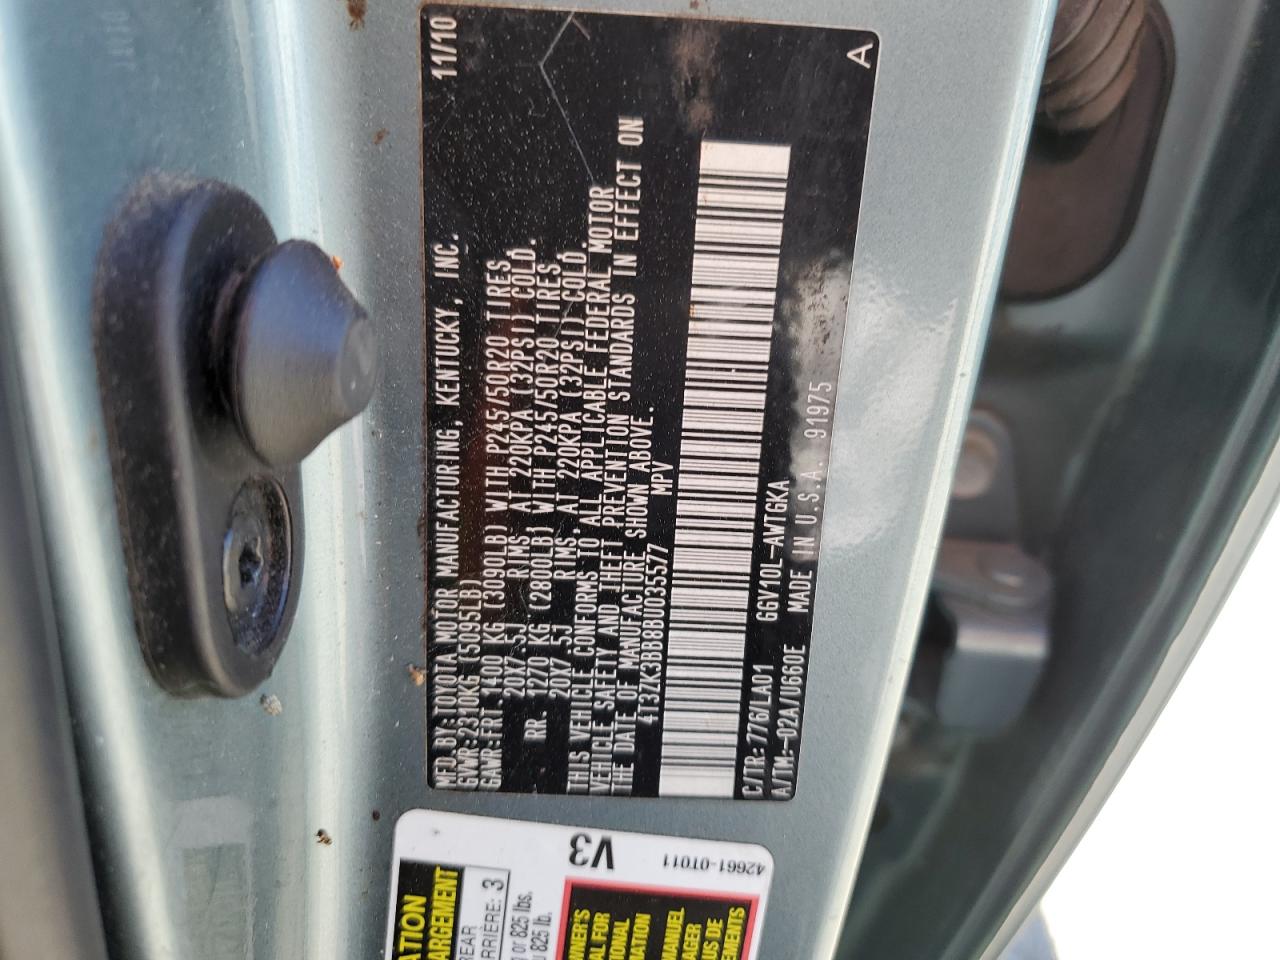 MFD. BY: TOYOTA MOTOR MANUFACTURING, KENTUCKY, INC. 11/10
GVWR: 2310KG (5095LB)
GAWR: FRT. 1400 KG (3090LB) WITH P245/50R20 TIRES
20X7.5J RIMS, AT 220KPA (32PSI) COLD.
RR. 1270 KG (2800LB) WITH P245/50R20 TIRES,
20X7.5J RIMS, AT 220KPA (32PSI) COLD.
THIS VEHICLE CONFORMS TO ALL APPLICABLE FEDERAL MOTOR
VEHICLE SAFETY AND THEFT PREVENTION STANDARDS IN EFFECT ON
THE DATE OF MANUFACTURE SHOWN ABOVE.
4T3ZK3BB8BU035577 MPV
C/TR: 776/LA01 GGV10L-AWTGKA
A/TM:-02A/U660E MADE IN U.S.A. 91975 A
V3
42661-0T011
REAR
RRIÈRE: 3
or 825 lbs.
825 lb.